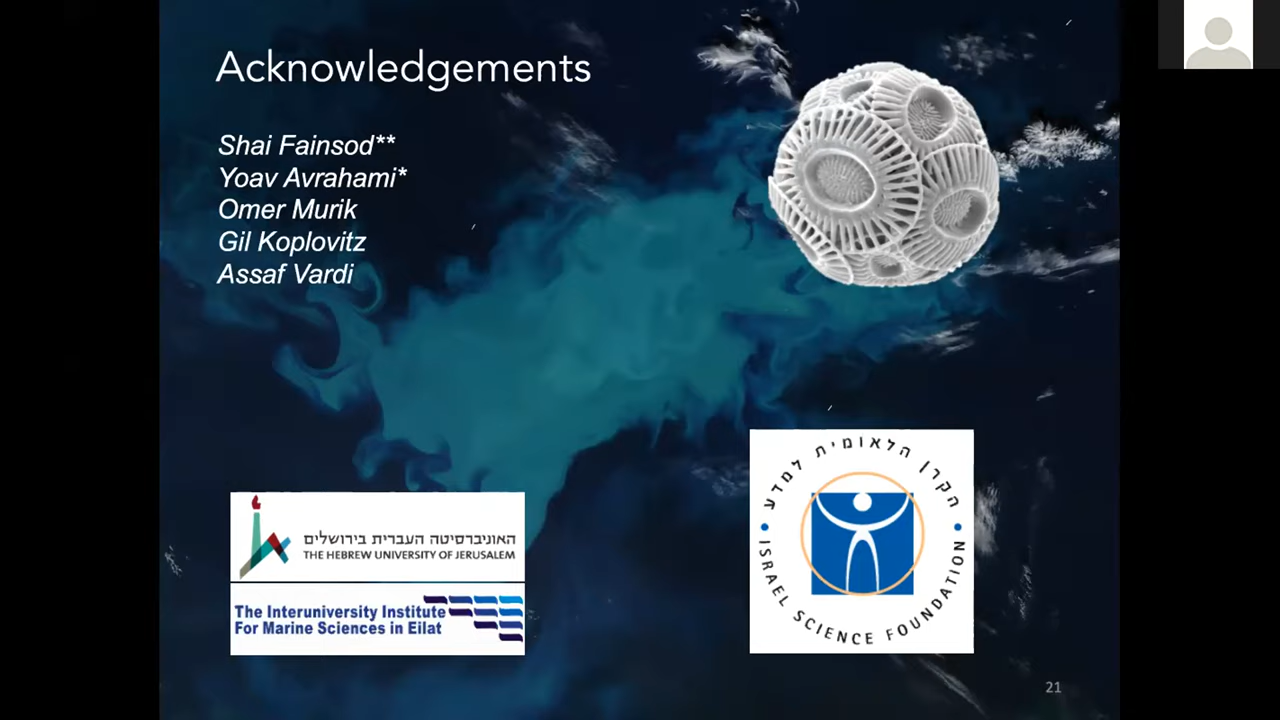 Acknowledgements
Shai Fainsod**
Yoav Avrahami*
Omer Murik
Gil Koplovitz
Assaf Vardi
האוניברסיטה העברית בירושלים
THE HEBREW UNIVERSITY OF JERUSALEM
The Interuniversity Institute
For Marine Sciences in Eilat
הקרן הלאומית למדע
ISRAEL SCIENCE FOUNDATION
21